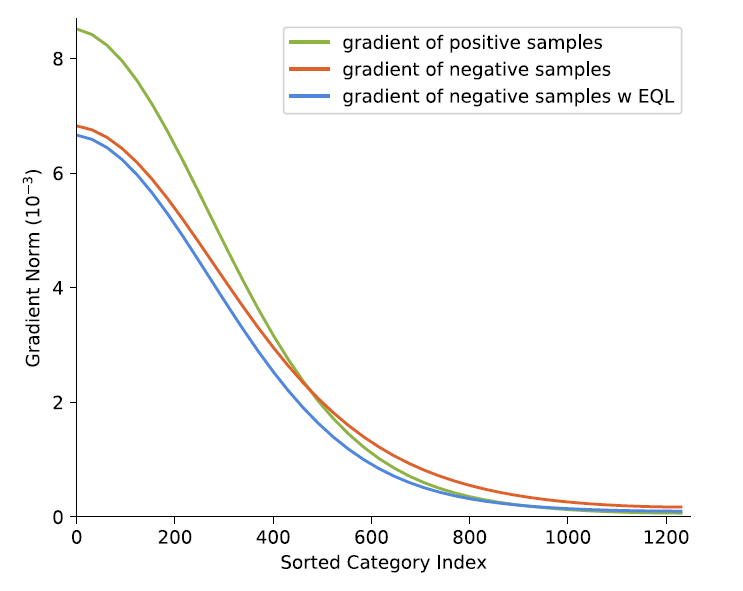 gradient of positive samples
gradient of negative samples
gradient of negative samples w EQL
Gradient Norm (10⁻³)
8
6
4
2
0
0 200 400 600 800 1000 1200
Sorted Category Index